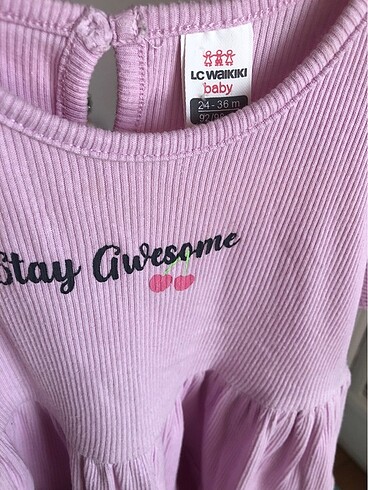 LC WAIKIKI
baby
24 - 36 m
Stay Awesome